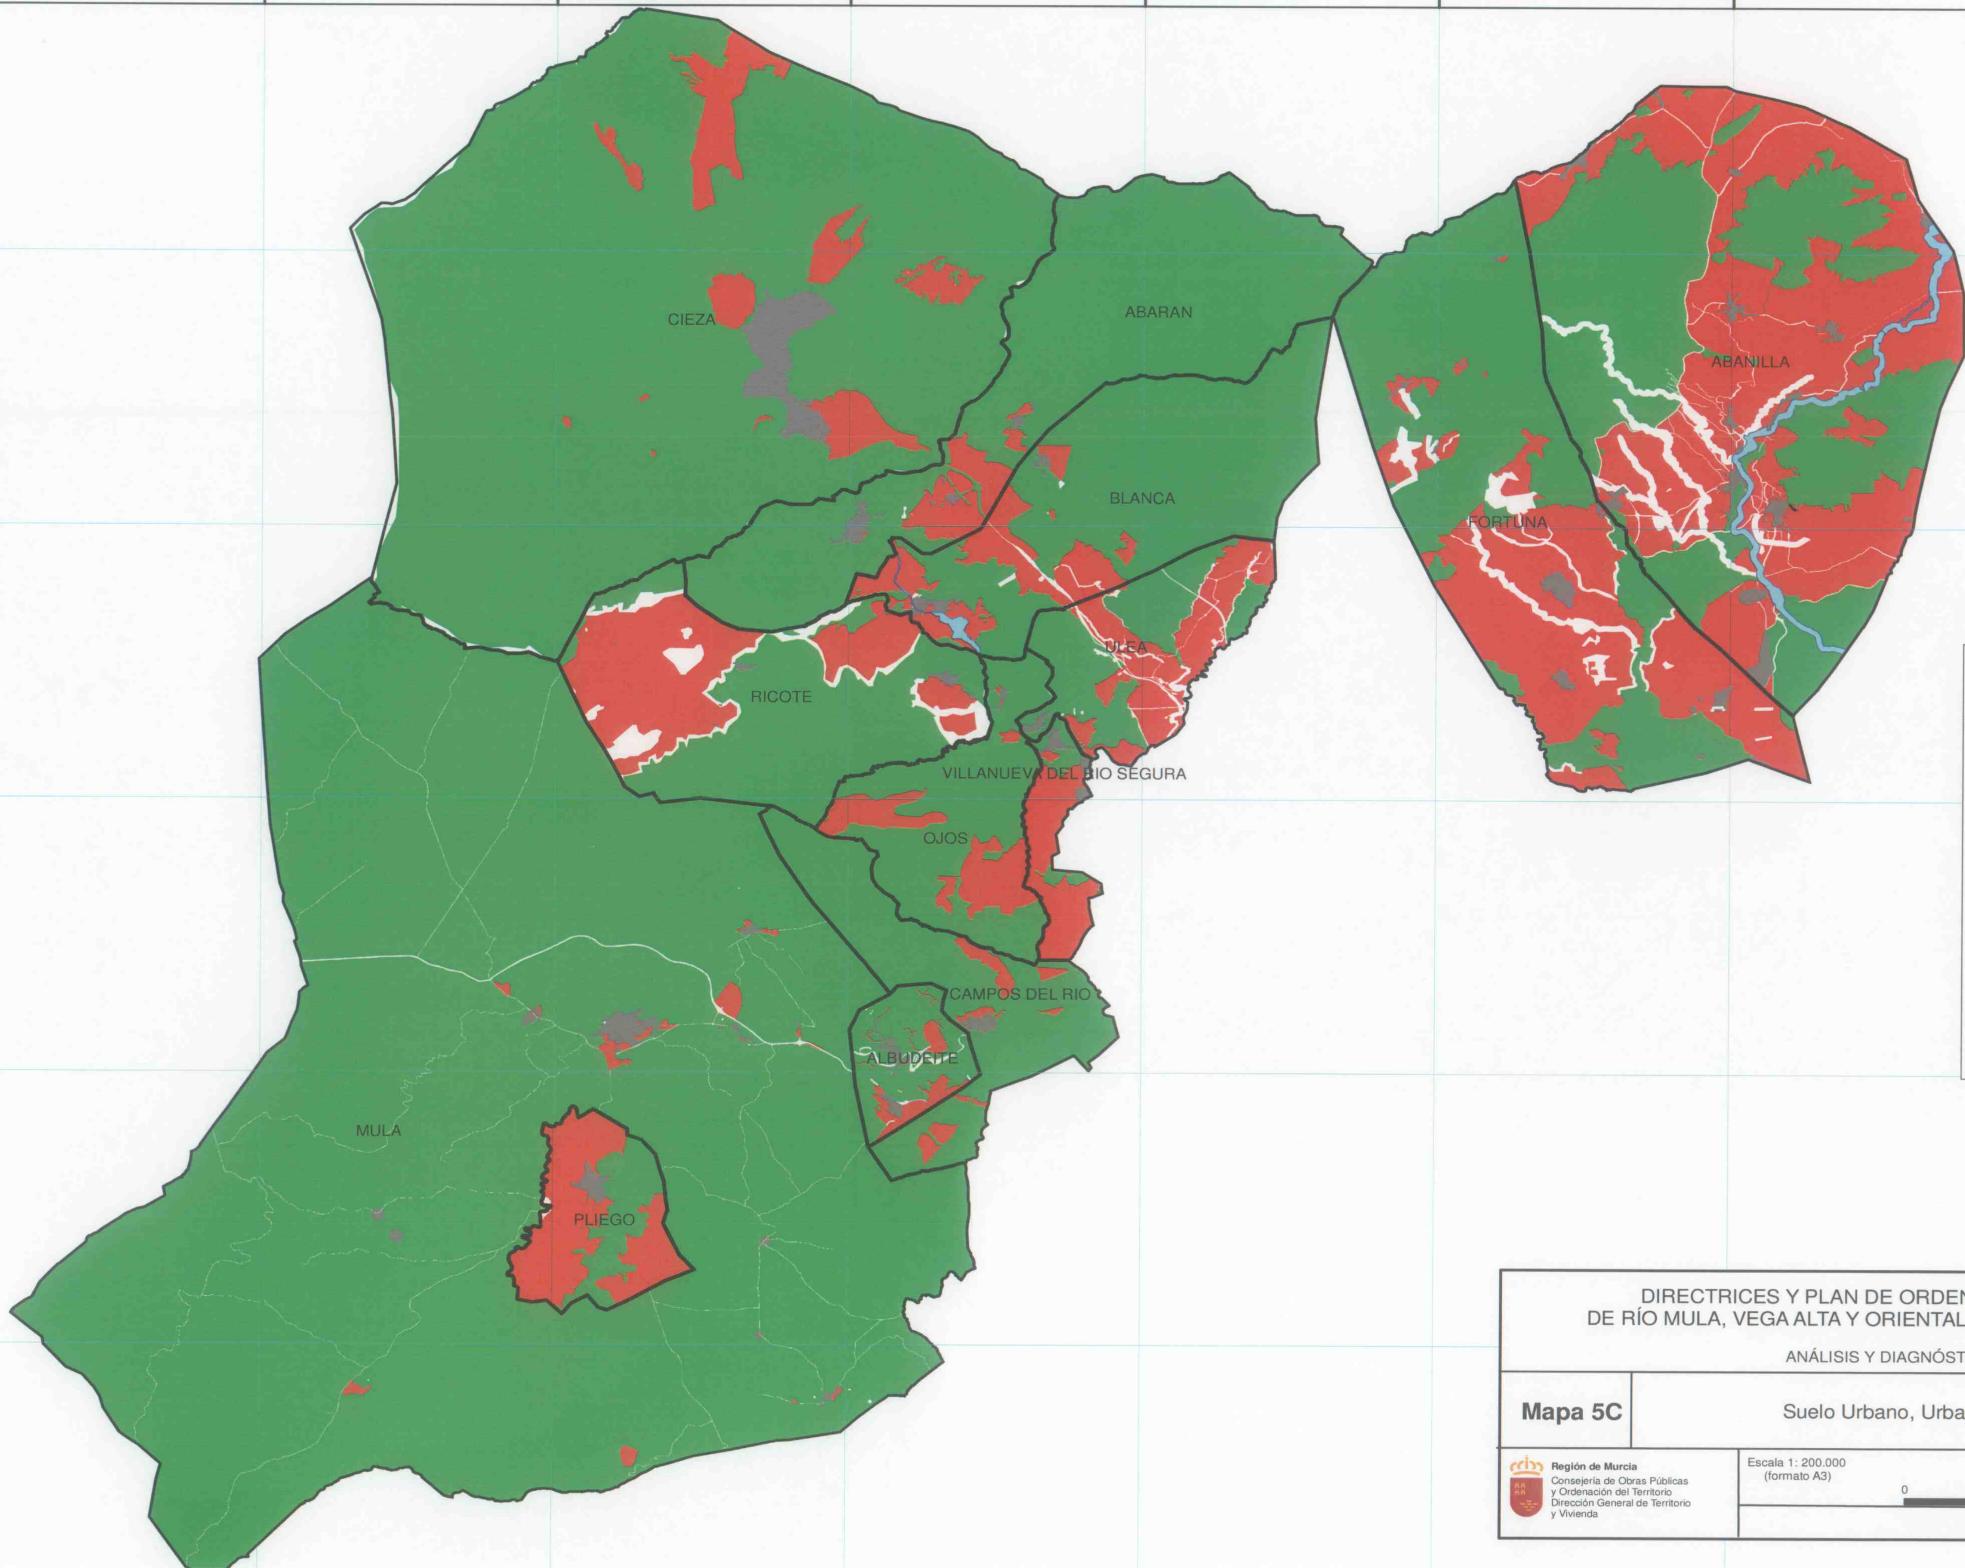 CIEZA
ABARAN
ABANILLA
BLANCA
FORTUNA
ULEA
RICOTE
VILLANUEVA DEL RIO SEGURA
OJOS
CAMPOS DEL RIO
ALBUDEITE
MULA
PLIEGO
DIRECTRICES Y PLAN DE ORDEN
DE RÍO MULA, VEGA ALTA Y ORIENTAL
ANÁLISIS Y DIAGNÓST
Mapa 5C
Suelo Urbano, Urba
Región de Murcia
Consejería de Obras Públicas
y Ordenación del Territorio
Dirección General de Territorio
y Vivienda
Escala 1: 200.000
(formato A3)
0